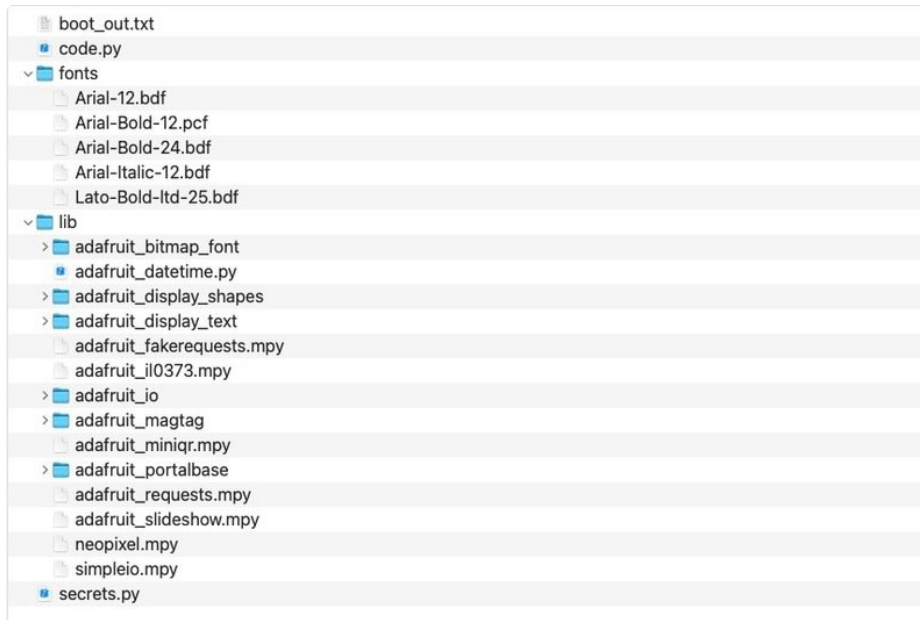 boot_out.txt
code.py
fonts
Arial-12.bdf
Arial-Bold-12.pcf
Arial-Bold-24.bdf
Arial-Italic-12.bdf
Lato-Bold-ltd-25.bdf
lib
adafruit_bitmap_font
adafruit_datetime.py
adafruit_display_shapes
adafruit_display_text
adafruit_fakerequests.mpy
adafruit_il0373.mpy
adafruit_io
adafruit_magtag
adafruit_miniqr.mpy
adafruit_portalbase
adafruit_requests.mpy
adafruit_slideshow.mpy
neopixel.mpy
simpleio.mpy
secrets.py